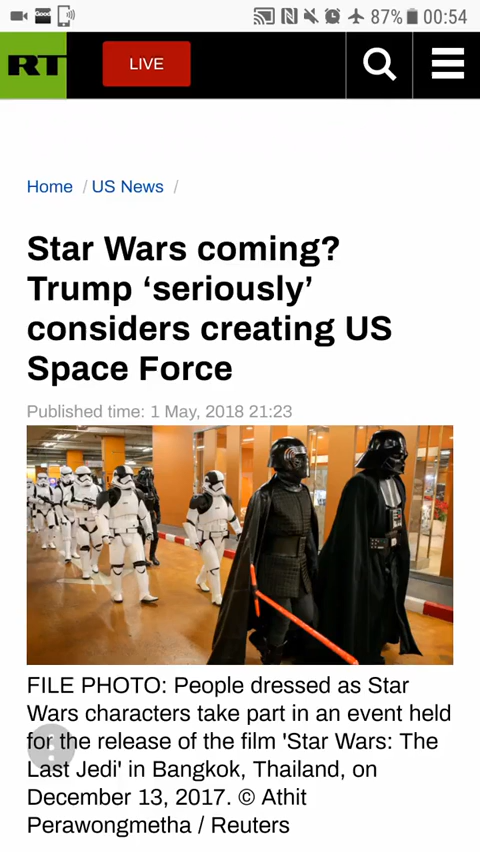 Good
87% 00:54
RT LIVE
Home / US News /
Star Wars coming?
Trump ‘seriously’
considers creating US
Space Force
Published time: 1 May, 2018 21:23
FILE PHOTO: People dressed as Star
Wars characters take part in an event held
for the release of the film 'Star Wars: The
Last Jedi' in Bangkok, Thailand, on
December 13, 2017. © Athit
Perawongmetha / Reuters